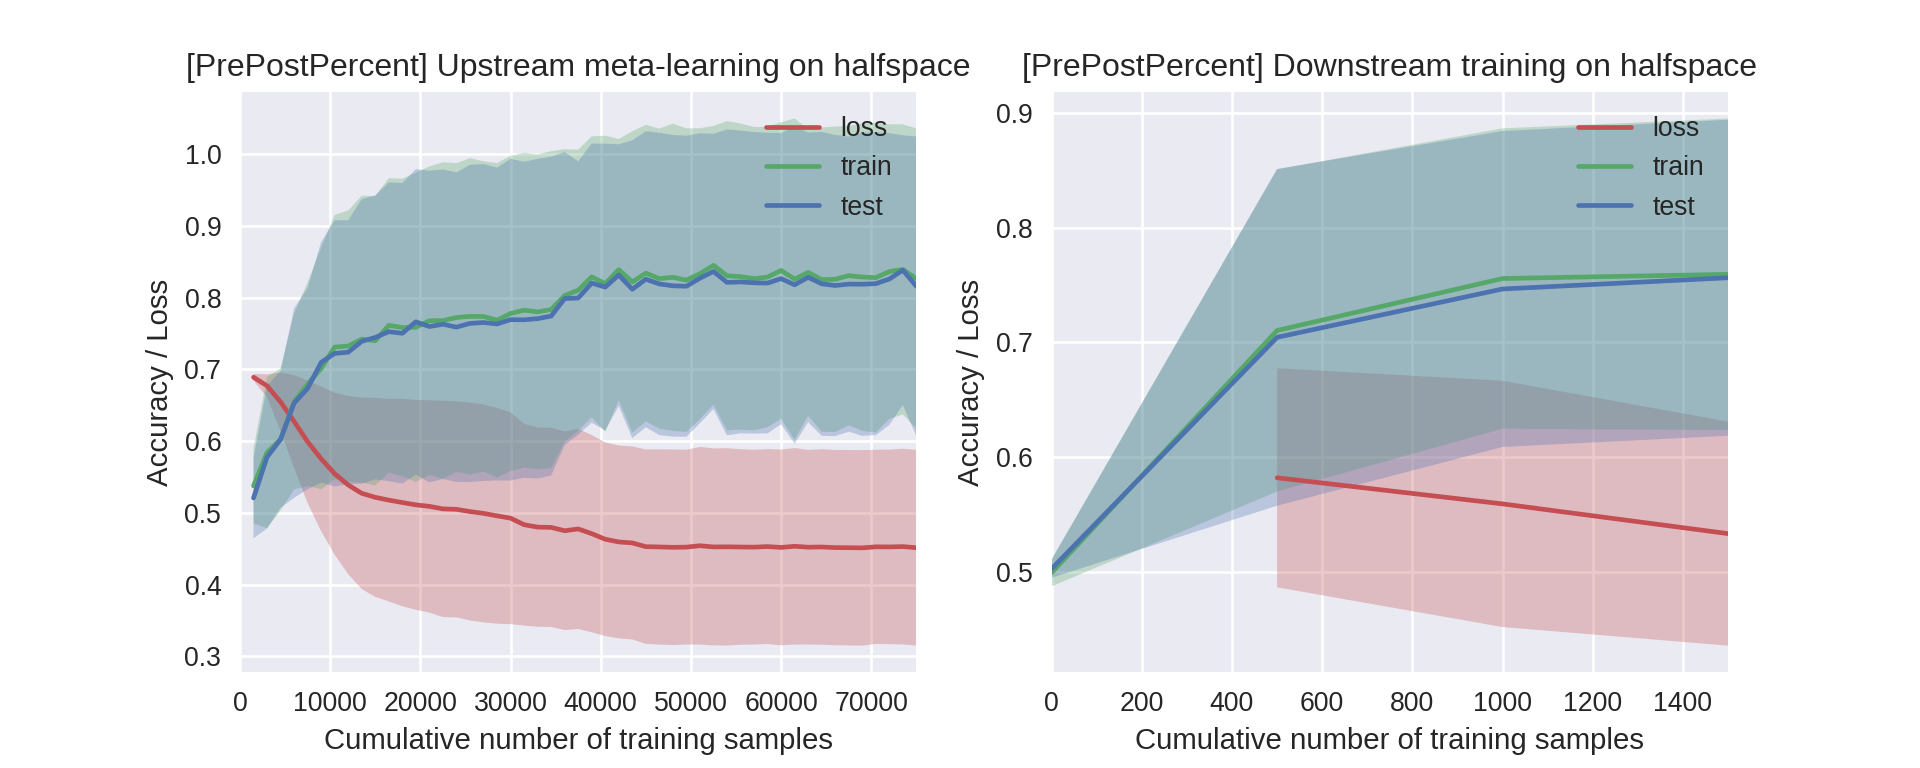 [PrePostPercent] Upstream meta-learning on halfspace
Accuracy / Loss
1.0
0.9
0.8
0.7
0.6
0.5
0.4
0.3
loss
train
test
0 10000 20000 30000 40000 50000 60000 70000
Cumulative number of training samples
[PrePostPercent] Downstream training on halfspace
Accuracy / Loss
0.9
0.8
0.7
0.6
0.5
loss
train
test
0 200 400 600 800 1000 1200 1400
Cumulative number of training samples